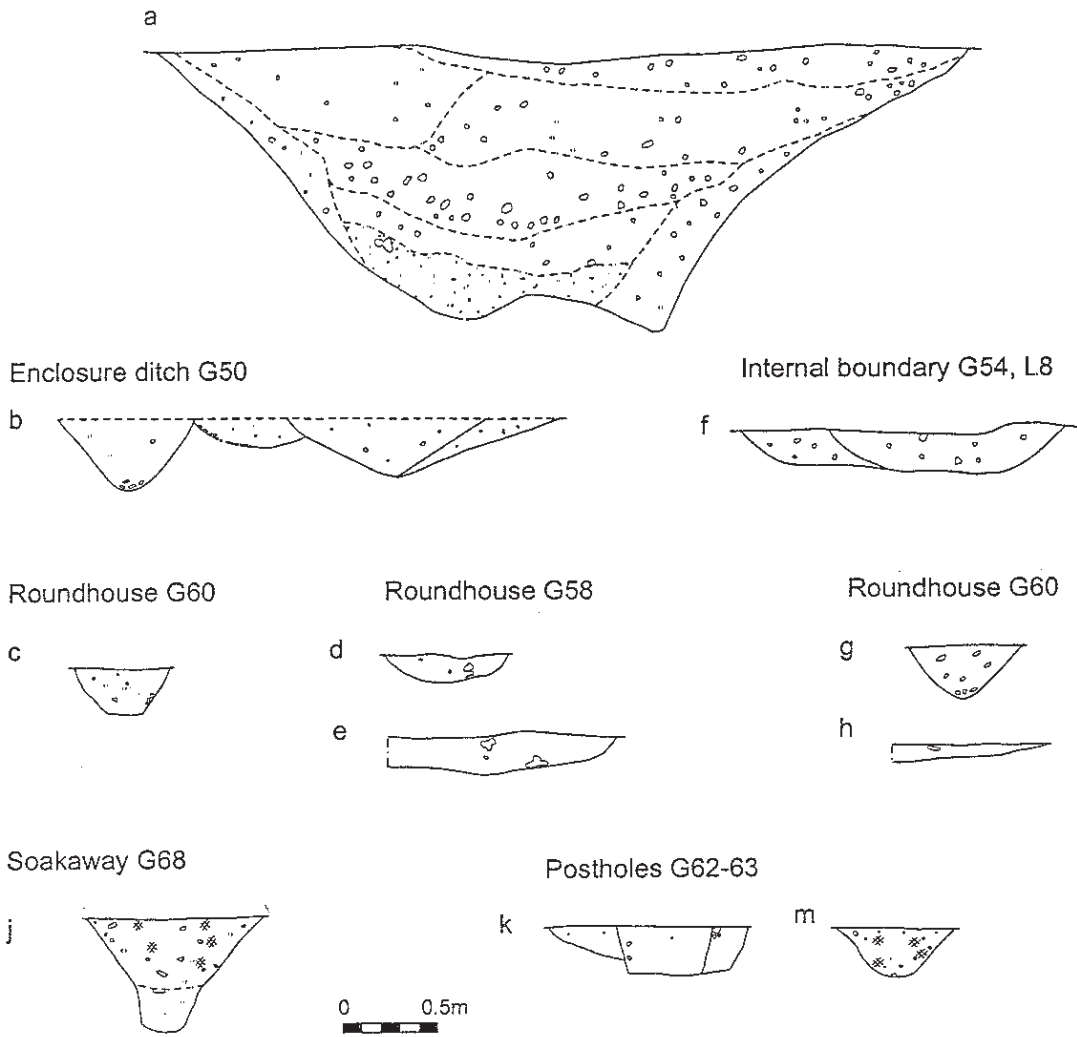 a
Enclosure ditch G50
Internal boundary G54, L8
b
f
Roundhouse G60
Roundhouse G58
Roundhouse G60
c
d
g
e
h
Soakaway G68
Postholes G62-63
j
k
m
0 0.5m